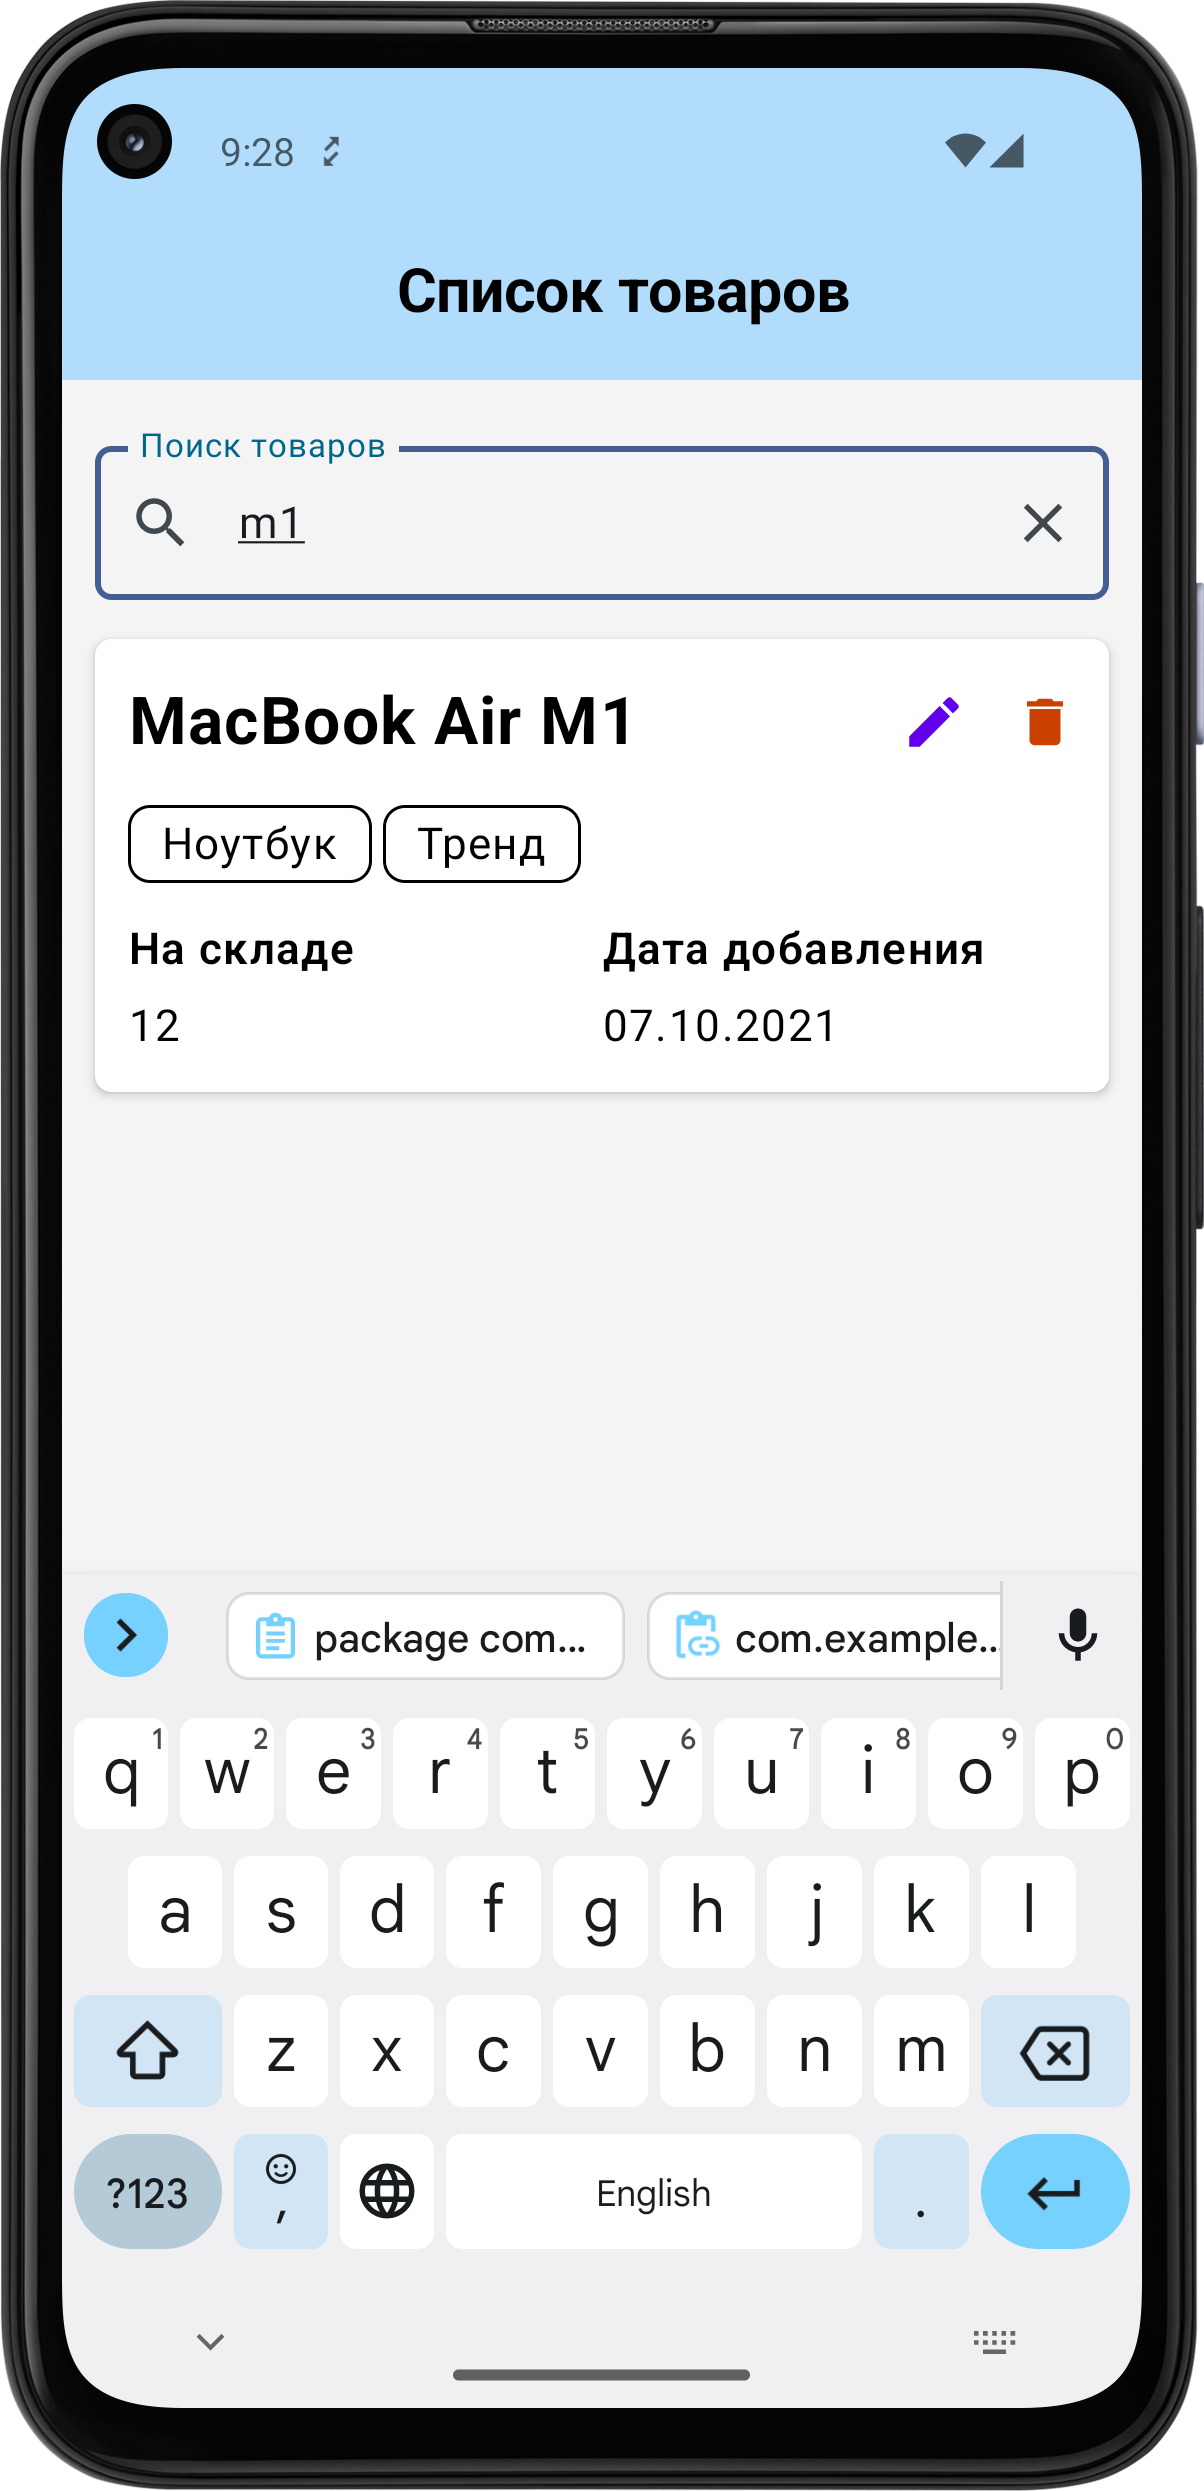 9:28
Список товаров
Поиск товаров
m1
MacBook Air M1
Ноутбук Тренд
На складе Дата добавления
12 07.10.2021
package com... com.example..
1 2 3 4 5 6 7 8 9 0
q w e r t y u i o p
a s d f g h j k l
z x c v b n m
?123 , English .